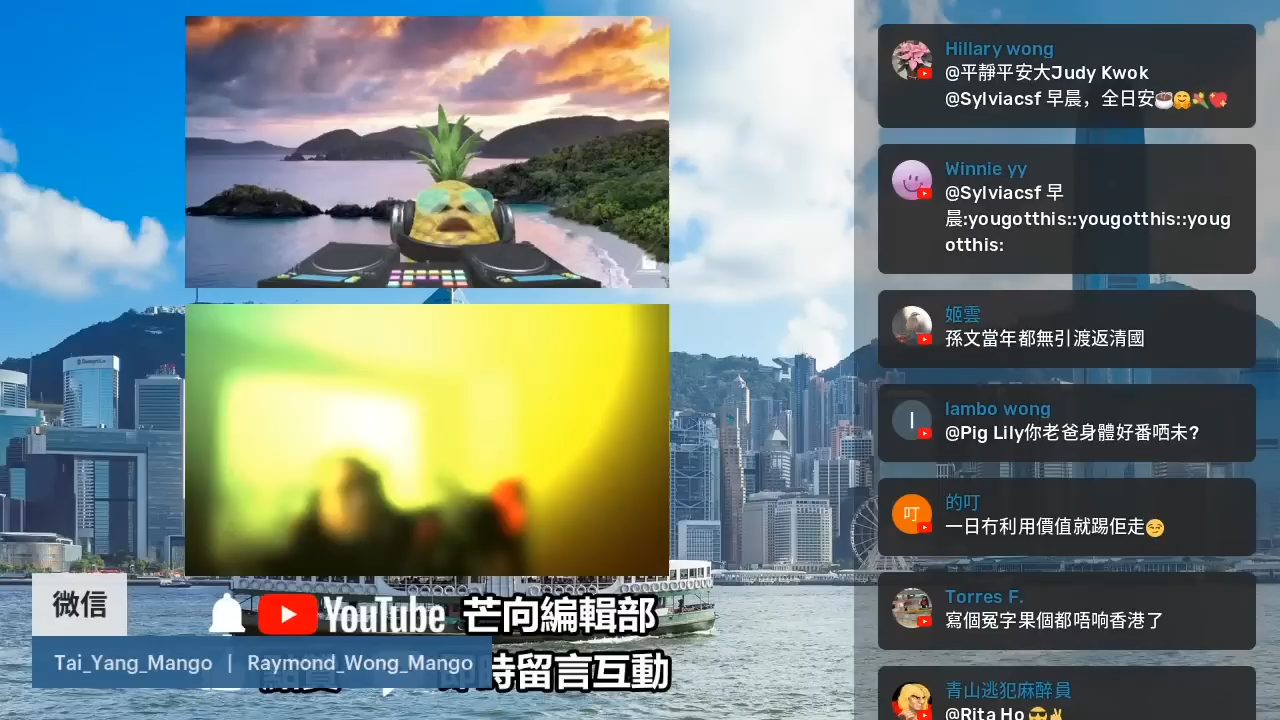 Hillary wong
@平靜平安大Judy Kwok
@Sylviacsf 早晨，全日安☕🤗💐💖
Winnie yy
@Sylviacsf 早
晨:yougotthis::yougotthis::youg
otthis:
姬雲
孫文當年都無引渡返清國
lambo wong
@Pig Lily你老爸身體好番哂未?
叮
的叮
一日冇利用價值就踢佢走😏
Torres F.
寫個冤字果個都唔响香港了
青山逃犯麻醉員
@Rita Ho😎✌
微信
YouTube 芒向編輯部
Tai_Yang_Mango | Raymond_Wong_Mango
時留言互動